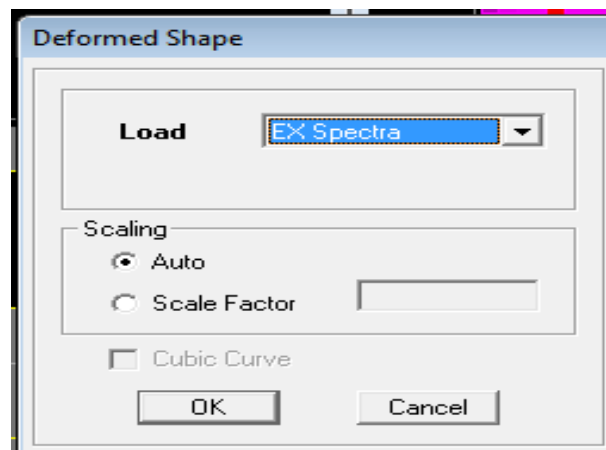 Deformed Shape
Load EX Spectra
Scaling
Auto
Scale Factor
Cubic Curve
OK Cancel